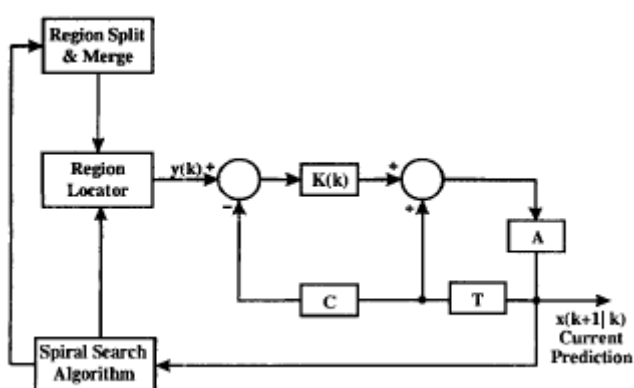 Region Split
& Merge
Region
Locator
y(k)
+
-
K(k)
+
+
A
C
T
x(k+1| k)
Current
Prediction
Spiral Search
Algorithm